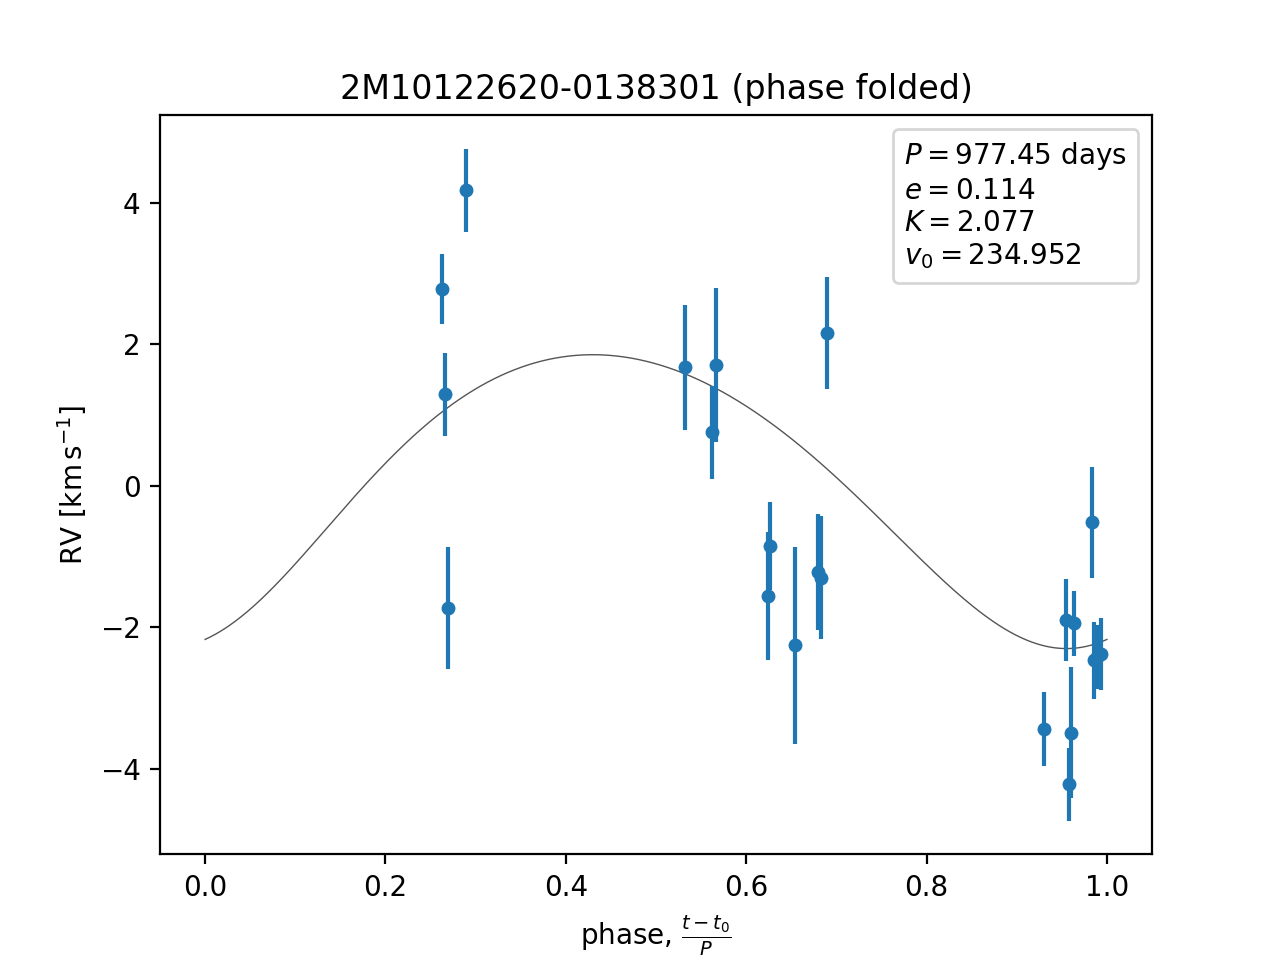 2M10122620-0138301 (phase folded)
P = 977.45 days
e = 0.114
K = 2.077
v₀ = 234.952
4
2
0
−2
−4
RV [km s⁻¹]
0.0 0.2 0.4 0.6 0.8 1.0
phase, (t − t₀)/P